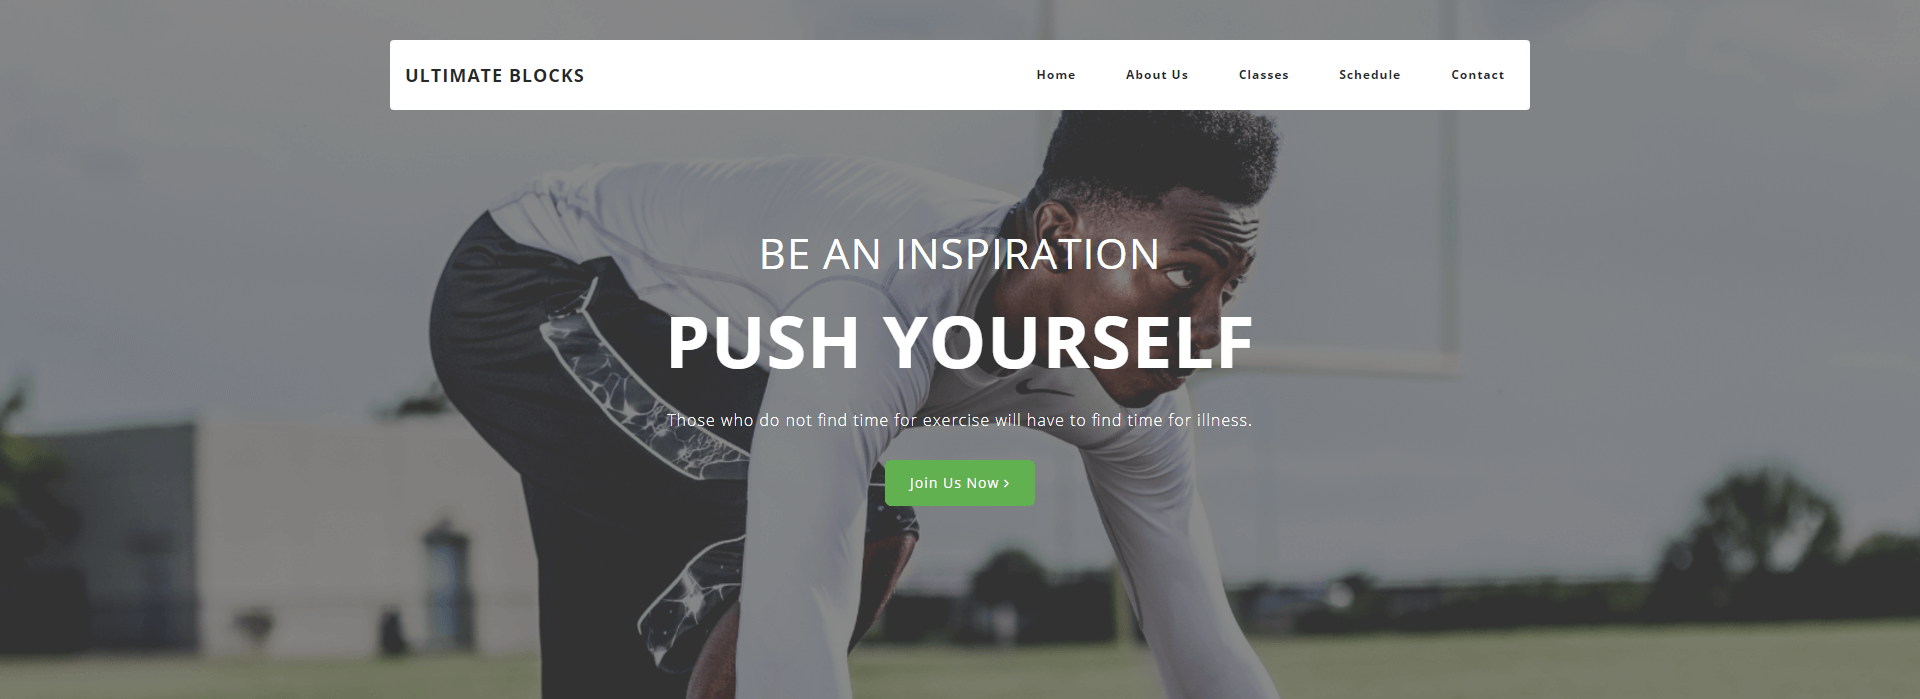 ULTIMATE BLOCKS
Home About Us Classes Schedule Contact
BE AN INSPIRATION
PUSH YOURSELF
Those who do not find time for exercise will have to find time for illness.
Join Us Now ›